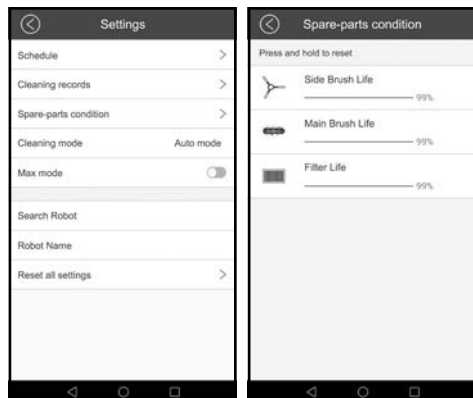 Settings
Schedule
Cleaning records
Spare-parts condition
Cleaning mode Auto mode
Max mode
Search Robot
Robot Name
Reset all settings
Spare-parts condition
Press and hold to reset
Side Brush Life
99%
Main Brush Life
99%
Filter Life
99%